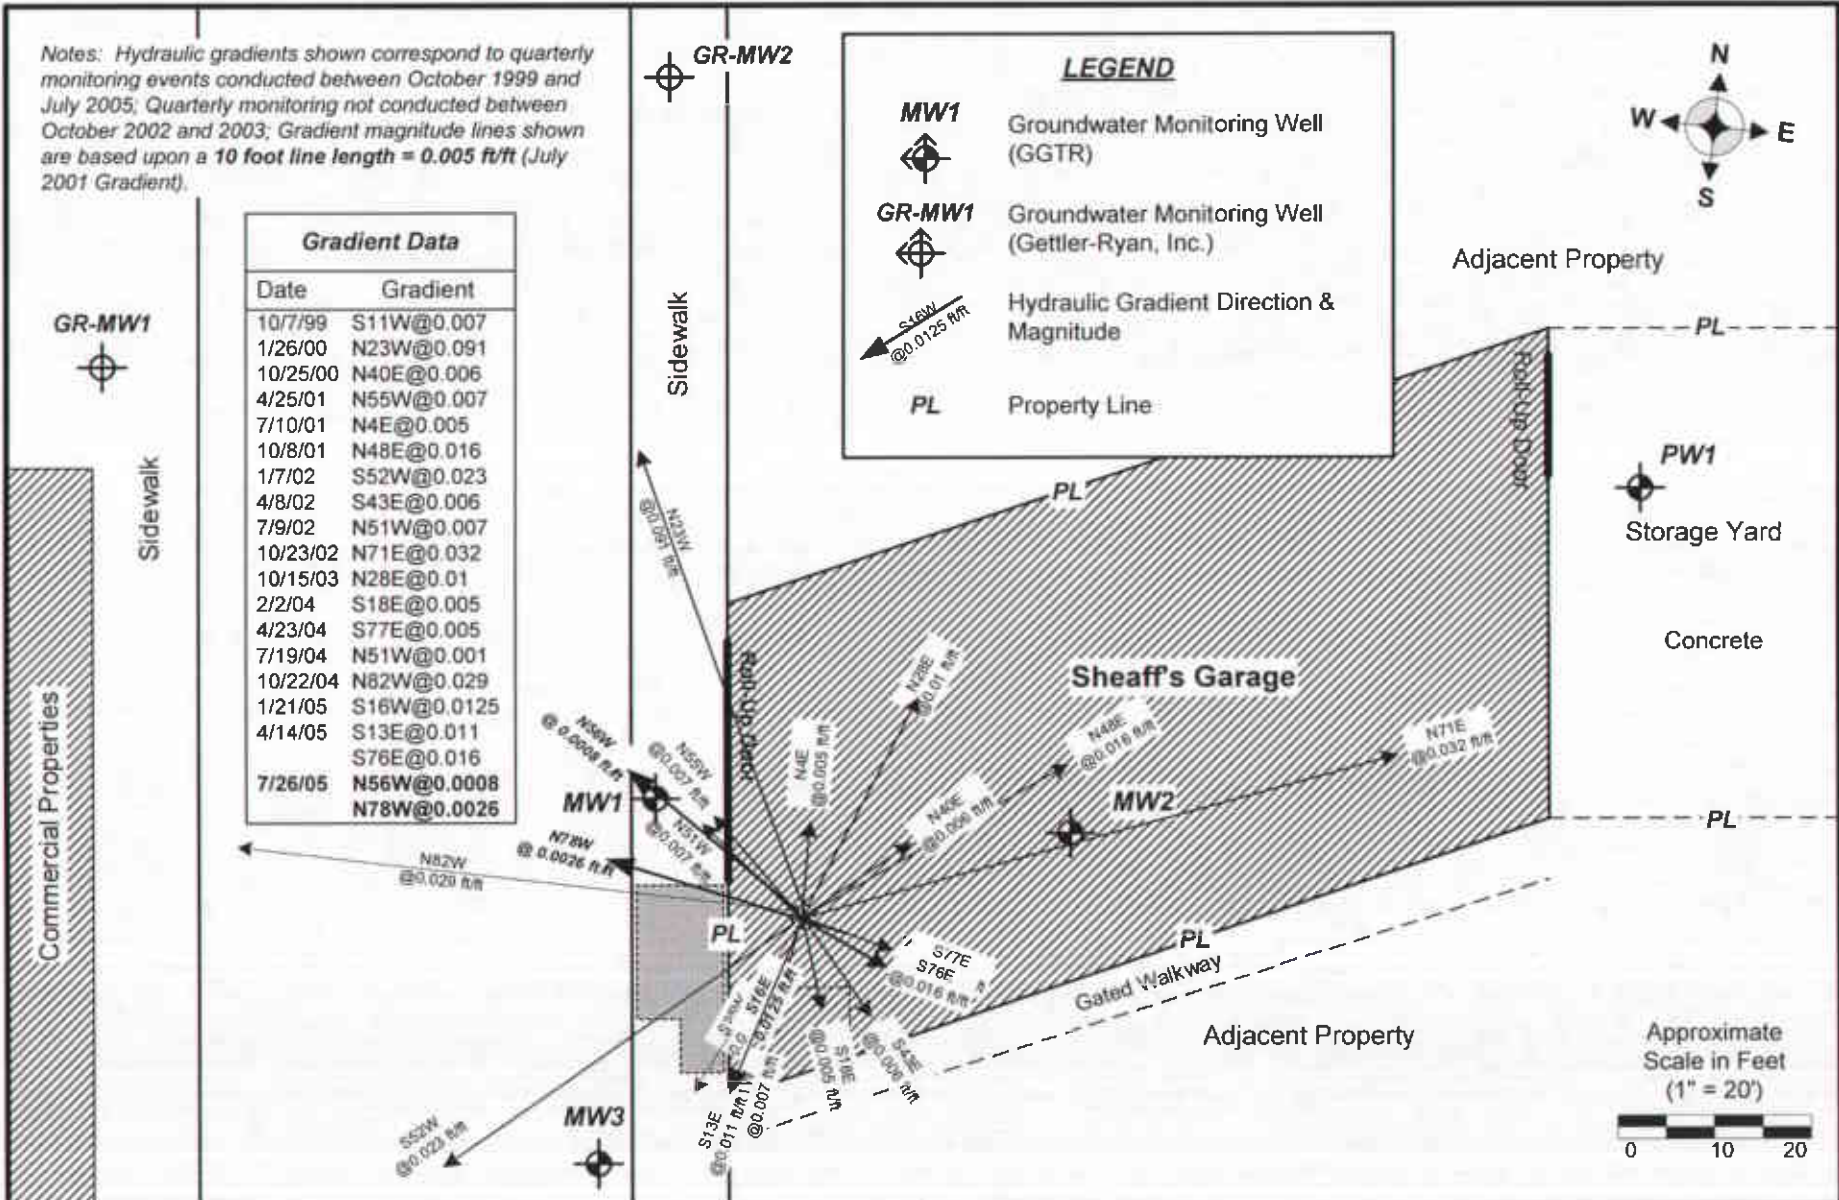 Notes: Hydraulic gradients shown correspond to quarterly
monitoring events conducted between October 1999 and
July 2005; Quarterly monitoring not conducted between
October 2002 and 2003; Gradient magnitude lines shown
are based upon a 10 foot line length = 0.005 ft/ft (July
2001 Gradient).
GR-MW2
LEGEND
MW1
Groundwater Monitoring Well
(GGTR)
GR-MW1
Groundwater Monitoring Well
(Gettler-Ryan, Inc.)
S16W
@0.0125 ft/ft
Hydraulic Gradient Direction &
Magnitude
PL
Property Line
N
W
E
S
Gradient Data
Date Gradient
10/7/99 S11W@0.007
1/26/00 N23W@0.091
10/25/00 N40E@0.006
4/25/01 N55W@0.007
7/10/01 N4E@0.005
10/8/01 N48E@0.016
1/7/02 S52W@0.023
4/8/02 S43E@0.006
7/9/02 N51W@0.007
10/23/02 N71E@0.032
10/15/03 N28E@0.01
2/2/04 S18E@0.005
4/23/04 S77E@0.005
7/19/04 N51W@0.001
10/22/04 N82W@0.029
1/21/05 S16W@0.0125
4/14/05 S13E@0.011
S76E@0.016
7/26/05 N56W@0.0008
N78W@0.0026
GR-MW1
Sidewalk
Sidewalk
Commercial Properties
Adjacent Property
PL
Roll-Up Door
PW1
Storage Yard
Concrete
PL
PL
N23W
@0.091 ft/ft
Roll-Up Door
Sheaff's Garage
N28E
@0.01 ft/ft
N4E
@0.005 ft/ft
N48E
@0.016 ft/ft
N71E
@0.032 ft/ft
N40E
@0.006 ft/ft
MW2
N56W
@ 0.0008 ft/ft
N55W
@0.007 ft/ft
MW1
N51W
@0.007 ft/ft
N78W
@ 0.0026 ft/ft
N82W
@0.029 ft/ft
PL
S77E
S76E
@0.016 ft/ft
PL
Gated Walkway
Adjacent Property
S16E
0.0125 ft/ft
S18E
@0.005 ft/ft
S43E
@0.006 ft/ft
S13E
@0.011 ft/ft
@0.007 ft/ft
S52W
@0.023 ft/ft
MW3
Approximate
Scale in Feet
(1" = 20')
0 10 20